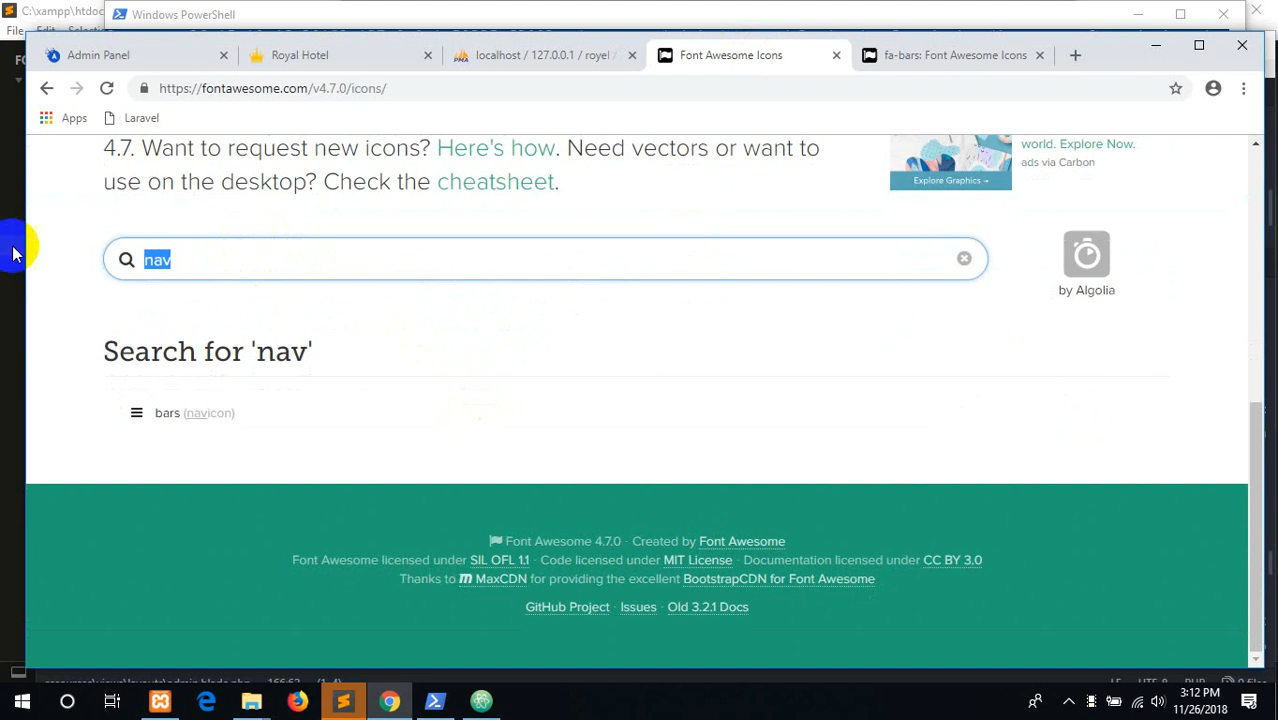 C:\xampp\htdoc
Windows PowerShell
File Edit Selection
Admin Panel
Royal Hotel
localhost / 127.0.0.1 / royel /
Font Awesome Icons
fa-bars: Font Awesome Icons
https://fontawesome.com/v4.7.0/icons/
Apps
Laravel
FO
4.7. Want to request new icons? Here's how. Need vectors or want to
use on the desktop? Check the cheatsheet.
world. Explore Now.
ads via Carbon
Explore Graphics →
nav
by Algolia
Search for 'nav'
bars (navicon)
Font Awesome 4.7.0 · Created by Font Awesome
Font Awesome licensed under SIL OFL 1.1 · Code licensed under MIT License · Documentation licensed under CC BY 3.0
Thanks to MaxCDN for providing the excellent BootstrapCDN for Font Awesome
GitHub Project · Issues · Old 3.2.1 Docs
3:12 PM
11/26/2018